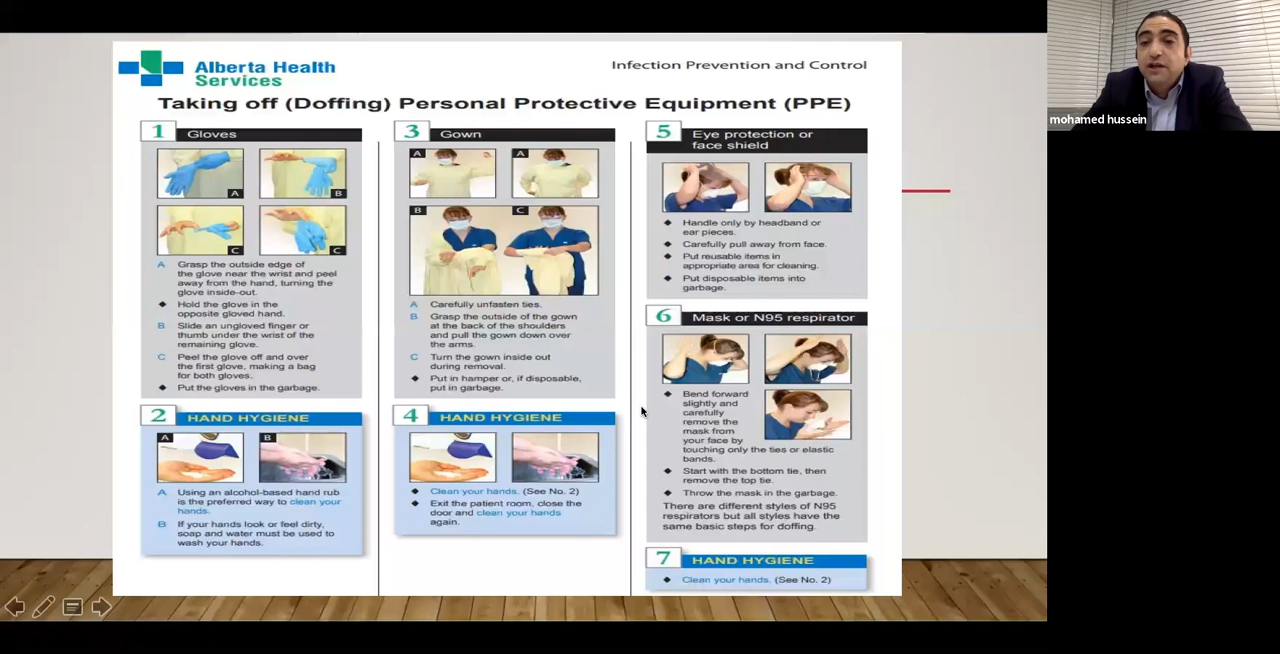 Alberta Health
Services
Infection Prevention and Control
Taking off (Doffing) Personal Protective Equipment (PPE)
1 Gloves
A
B
C
C
A Grasp the outside edge of
the glove near the wrist and peel
away from the hand, turning the
glove inside-out.
◆ Hold the glove in the
opposite gloved hand.
B Slide an ungloved finger or
thumb under the wrist of the
remaining glove.
C Peel the glove off and over
the first glove, making a bag
for both gloves.
◆ Put the gloves in the garbage.
2 HAND HYGIENE
A
B
A Using an alcohol-based hand rub
is the preferred way to clean your
hands.
B If your hands look or feel dirty,
soap and water must be used to
wash your hands.
3 Gown
A
A
B
C
A Carefully unfasten ties.
B Grasp the outside of the gown
at the back of the shoulders
and pull the gown down over
the arms.
C Turn the gown inside out
during removal.
◆ Put in hamper or, if disposable,
put in garbage.
4 HAND HYGIENE
◆ Clean your hands. (See No. 2)
◆ Exit the patient room, close the
door and clean your hands
again.
5 Eye protection or
face shield
◆ Handle only by headband or
ear pieces.
◆ Carefully pull away from face.
◆ Put reusable items in
appropriate area for cleaning.
◆ Put disposable items into
garbage.
6 Mask or N95 respirator
◆ Bend forward
slightly and
carefully
remove the
mask from
your face by
touching only the ties or elastic
bands.
◆ Start with the bottom tie, then
remove the top tie.
◆ Throw the mask in the garbage.
There are different styles of N95
respirators but all styles have the
same basic steps for doffing.
7 HAND HYGIENE
◆ Clean your hands. (See No. 2)
mohamed hussein